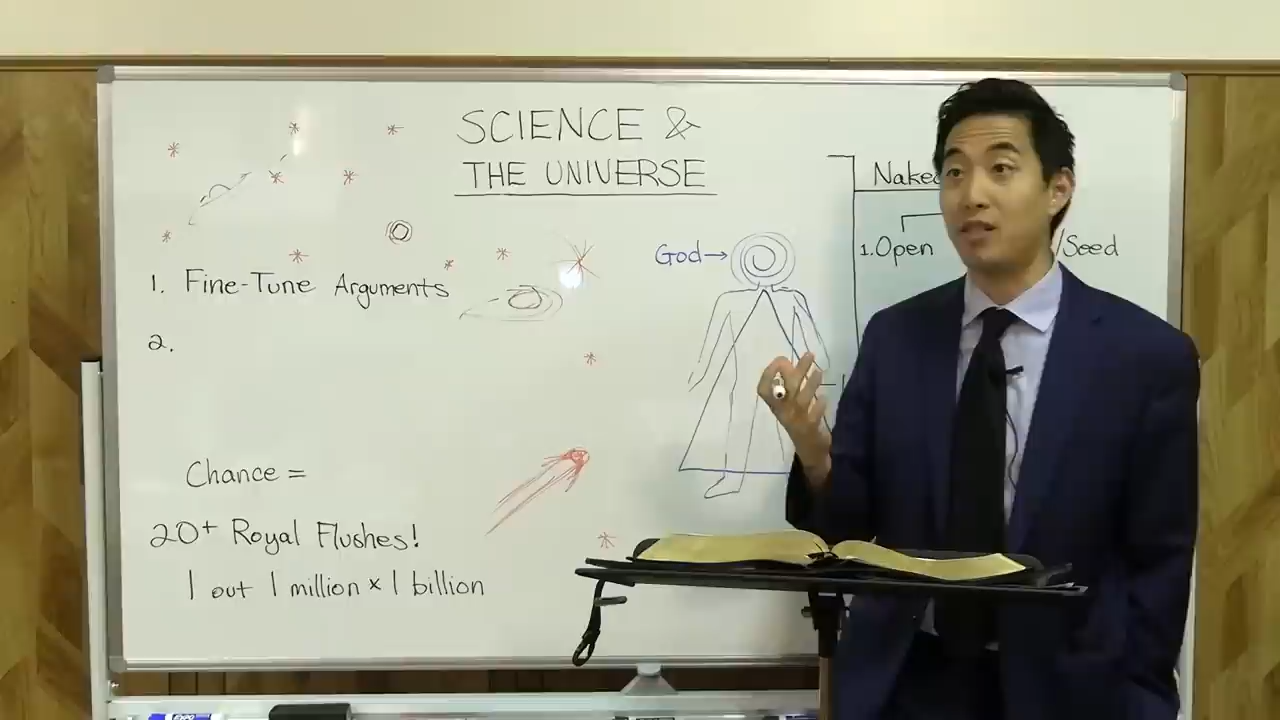 SCIENCE &
THE UNIVERSE
1. Fine-Tune Arguments
2.
Chance =
20+ Royal Flushes!
1 out 1 million × 1 billion
God→
1. Open
/Seed
EXPO